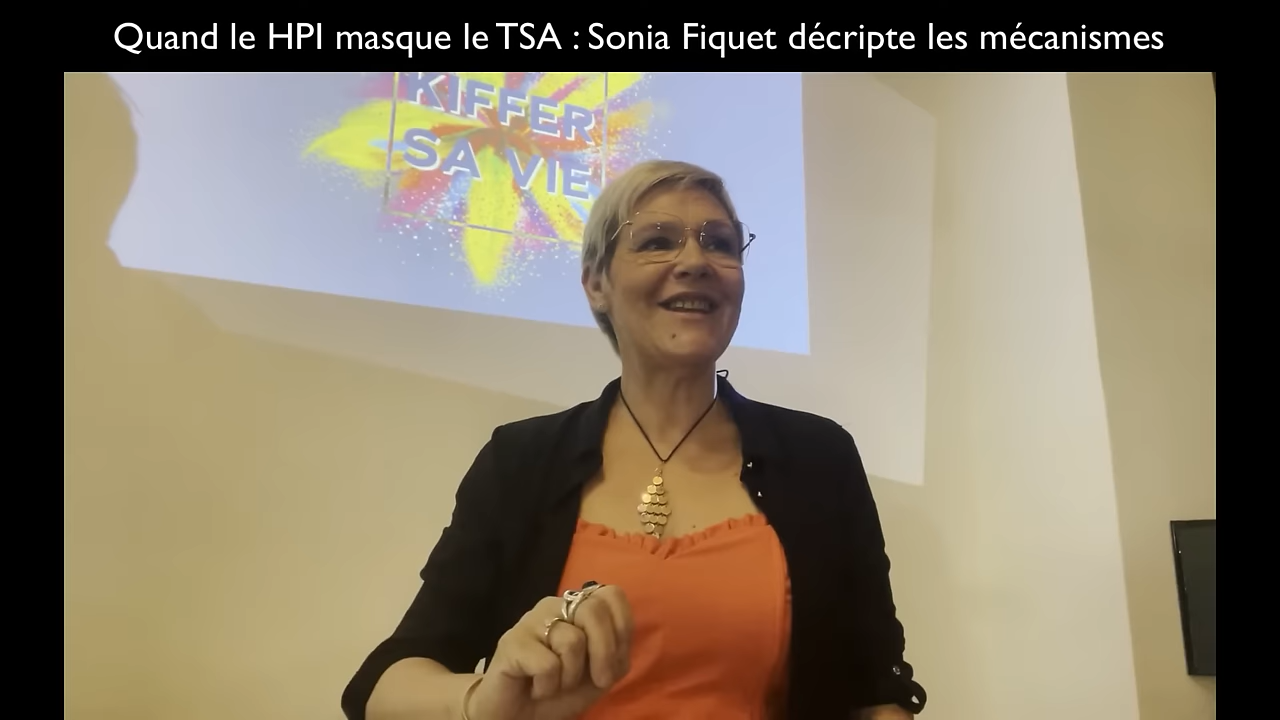 Quand le HPI masque le TSA : Sonia Fiquet décripte les mécanismes
KIFFER
SA VIE